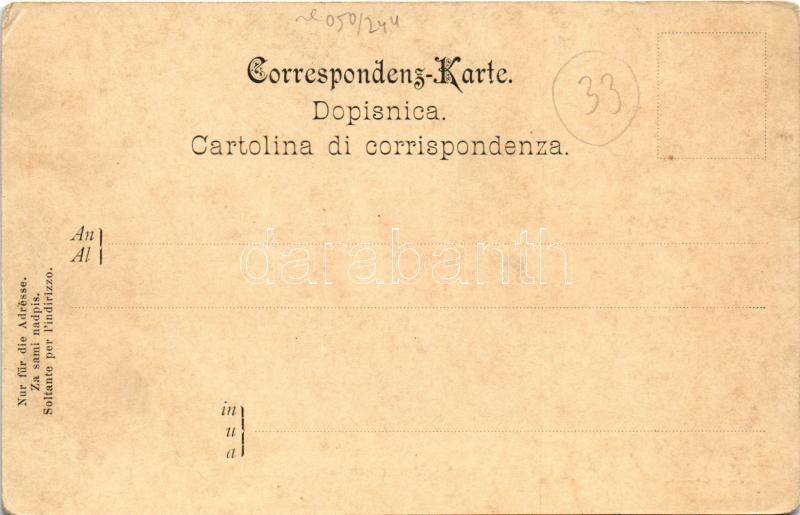 050/244
Correspondenz-Karte.
33
Dopisnica.
Cartolina di corrispondenza.
An
Al
darabanth
Nur für die Adrèsse.
Za sami nadpis.
Soltante per l'indirizzo.
in
u
a